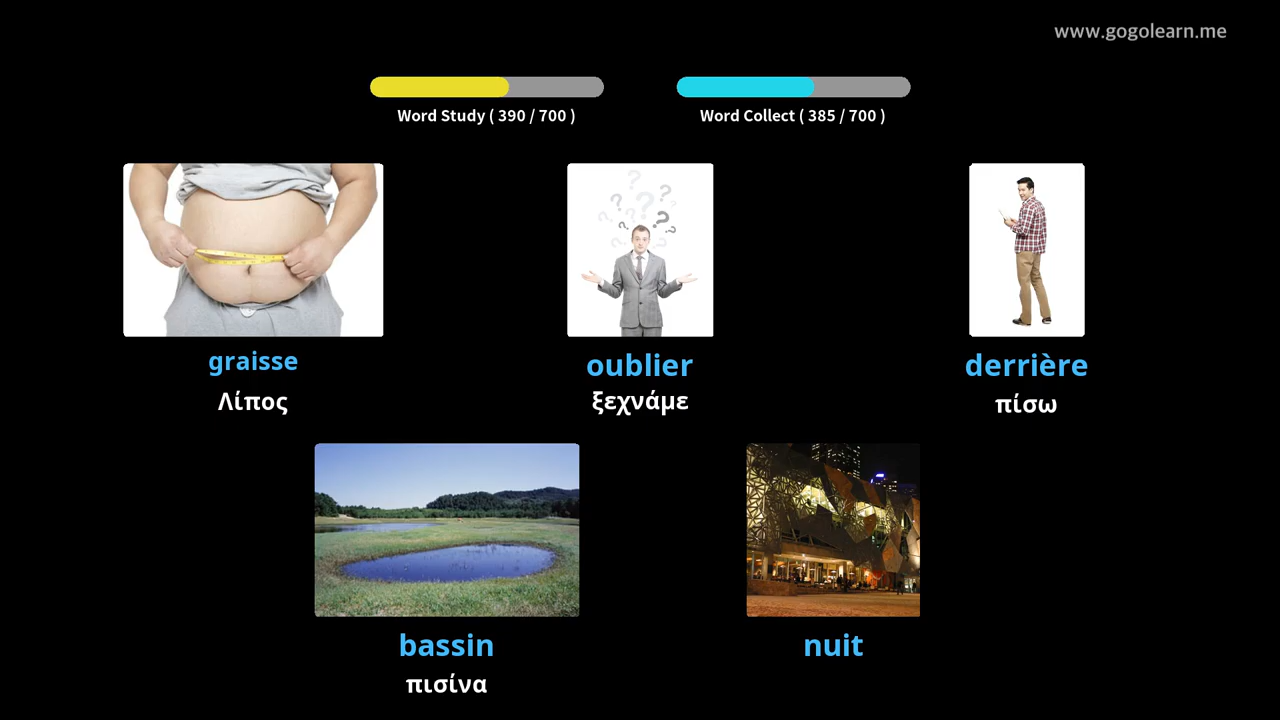 www.gogolearn.me
Word Study ( 390 / 700 )
Word Collect ( 385 / 700 )
graisse
Λίπος
oublier
ξεχνάμε
derrière
πίσω
bassin
πισίνα
nuit